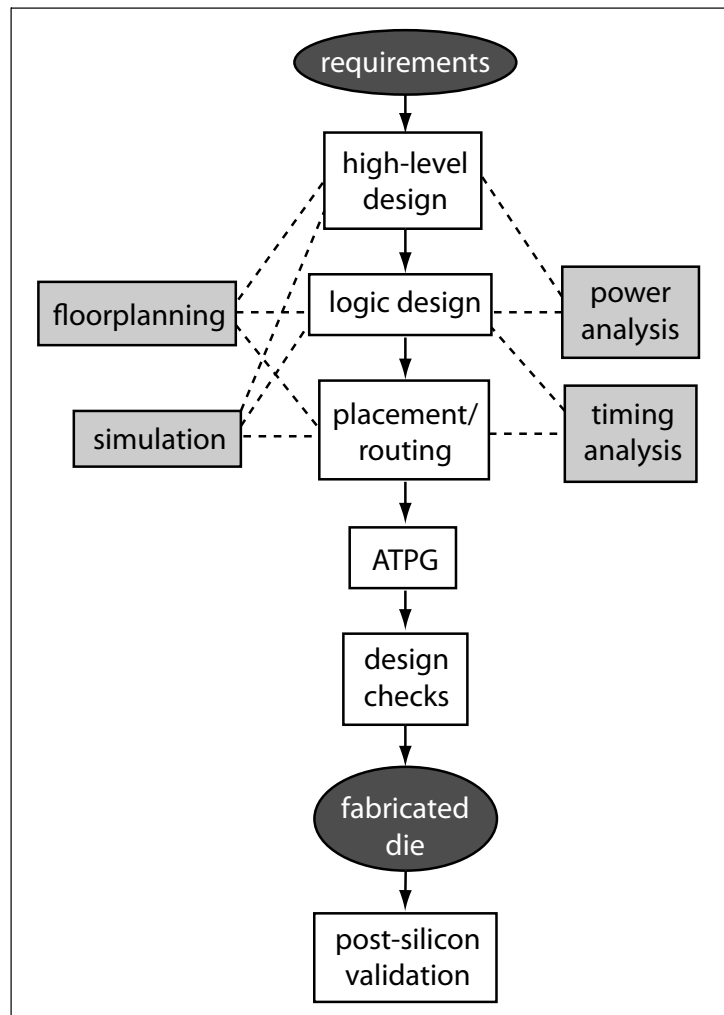 requirements
high-level
design
floorplanning
logic design
power
analysis
simulation
placement/
routing
timing
analysis
ATPG
design
checks
fabricated
die
post-silicon
validation